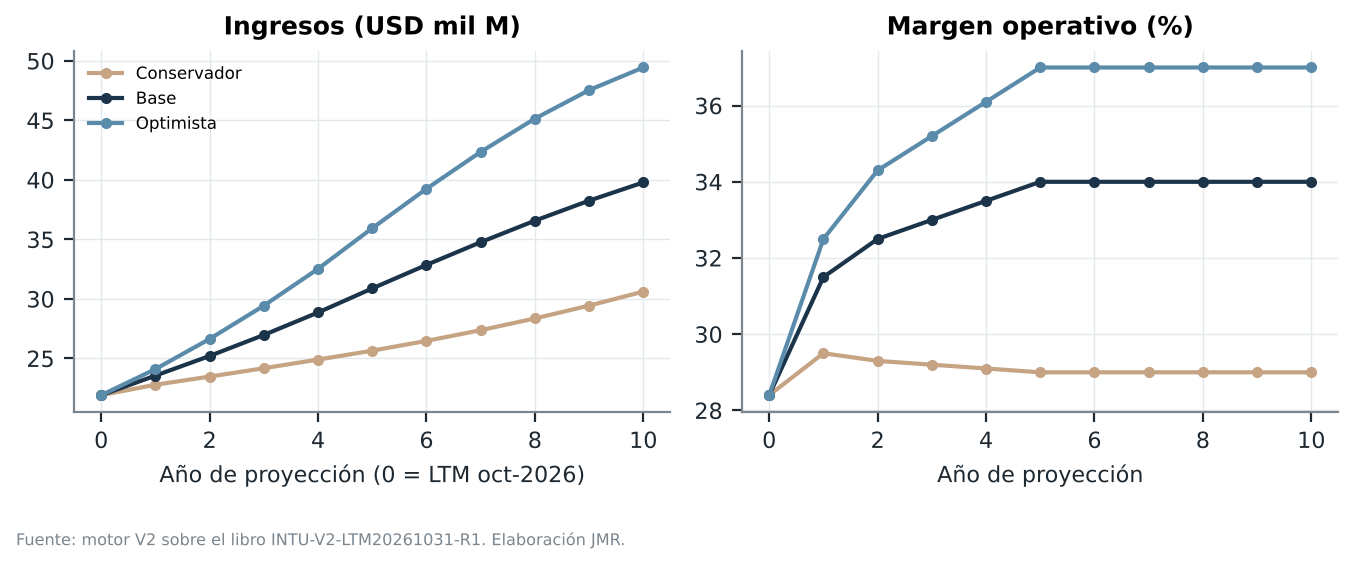 Ingresos (USD mil M)
50
45
40
35
30
25
Conservador
Base
Optimista
0 2 4 6 8 10
Año de proyección (0 = LTM oct-2026)
Margen operativo (%)
36
34
32
30
28
0 2 4 6 8 10
Año de proyección
Fuente: motor V2 sobre el libro INTU-V2-LTM20261031-R1. Elaboración JMR.